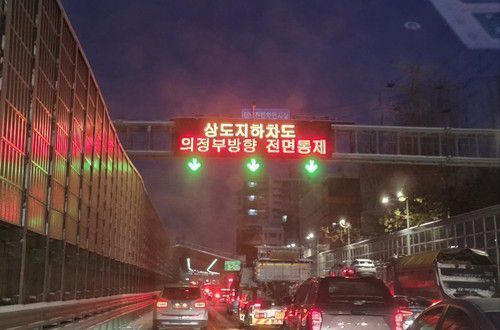 상도지하차도
의정부방향 전면통제